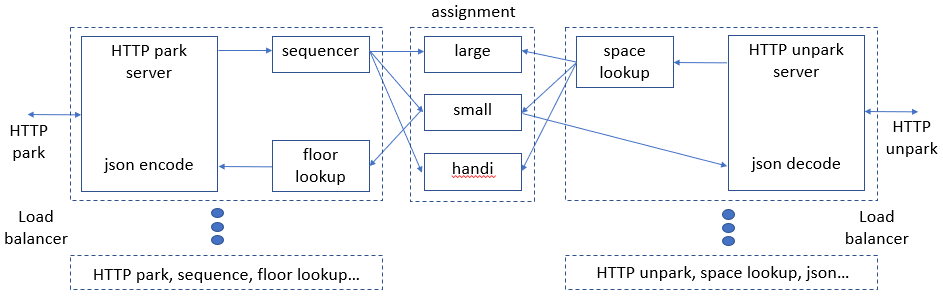 assignment
HTTP park
server
sequencer
large
space
lookup
HTTP unpark
server
small
HTTP
park
HTTP
unpark
json encode
floor
lookup
handi
json decode
Load
balancer
Load
balancer
HTTP park, sequence, floor lookup...
HTTP unpark, space lookup, json...